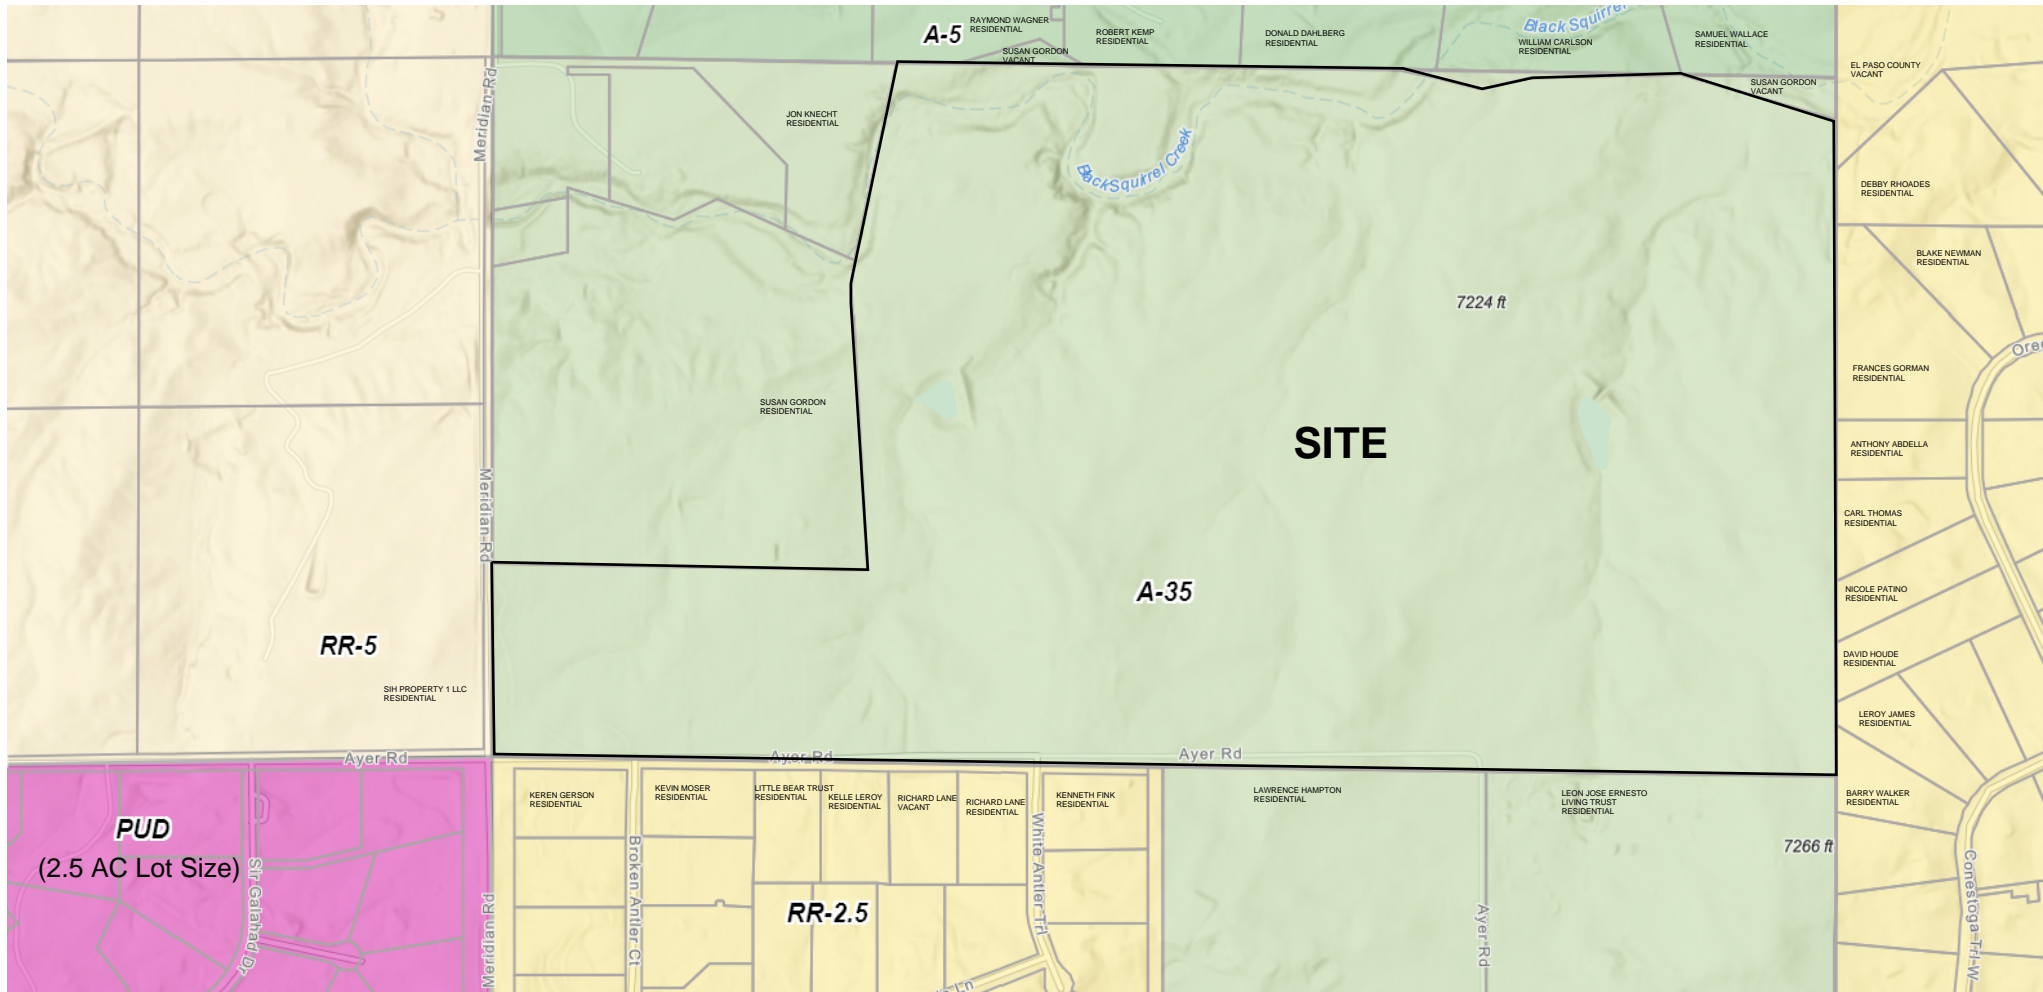 A-5
RAYMOND WAGNER
RESIDENTIAL
SUSAN GORDON
VACANT
ROBERT KEMP
RESIDENTIAL
DONALD DAHLBERG
RESIDENTIAL
Black Squirrel
WILLIAM CARLSON
RESIDENTIAL
SAMUEL WALLACE
RESIDENTIAL
SUSAN GORDON
VACANT
EL PASO COUNTY
VACANT
Meridian Rd
JON KNECHT
RESIDENTIAL
Black Squirrel Creek
DEBBY RHOADES
RESIDENTIAL
BLAKE NEWMAN
RESIDENTIAL
7224 ft
Ore
FRANCES GORMAN
RESIDENTIAL
SUSAN GORDON
RESIDENTIAL
SITE
ANTHONY ABDELLA
RESIDENTIAL
Meridian Rd
CARL THOMAS
RESIDENTIAL
A-35
NICOLE PATINO
RESIDENTIAL
RR-5
DAVID HOUDE
RESIDENTIAL
SIH PROPERTY 1 LLC
RESIDENTIAL
LEROY JAMES
RESIDENTIAL
Ayer Rd
Ayer Rd
Ayer Rd
KEREN GERSON
RESIDENTIAL
KEVIN MOSER
RESIDENTIAL
LITTLE BEAR TRUST
RESIDENTIAL
KELLE LEROY
RESIDENTIAL
RICHARD LANE
VACANT
RICHARD LANE
RESIDENTIAL
KENNETH FINK
RESIDENTIAL
LAWRENCE HAMPTON
RESIDENTIAL
LEON JOSE ERNESTO
LIVING TRUST
RESIDENTIAL
BARRY WALKER
RESIDENTIAL
PUD
(2.5 AC Lot Size)
7266 ft
Sir Galahad Dr
Meridian Rd
Broken Antler Ct
RR-2.5
White Antler Trl
Ayer Rd
Conestoga Trl W
Ln